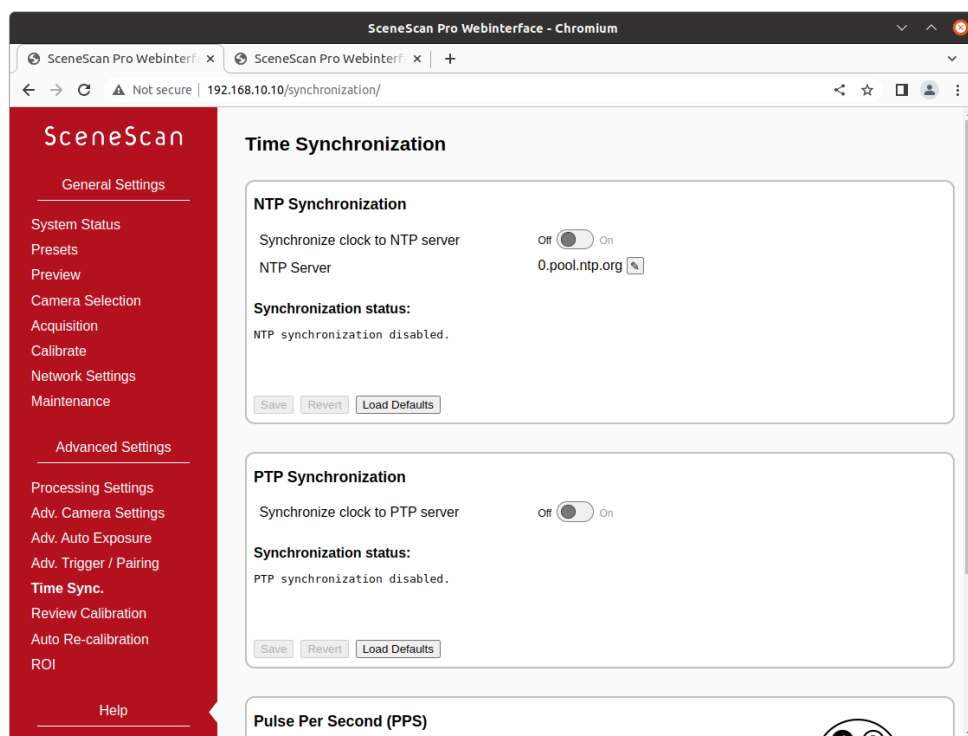 SceneScan Pro Webinterface - Chromium
SceneScan Pro Webinterf
SceneScan Pro Webinterf
Not secure 192.168.10.10/synchronization/
SceneScan
General Settings
System Status
Presets
Preview
Camera Selection
Acquisition
Calibrate
Network Settings
Maintenance
Advanced Settings
Processing Settings
Adv. Camera Settings
Adv. Auto Exposure
Adv. Trigger / Pairing
Time Sync.
Review Calibration
Auto Re-calibration
ROI
Help
Time Synchronization
NTP Synchronization
Synchronize clock to NTP server Off On
NTP Server 0.pool.ntp.org
Synchronization status:
NTP synchronization disabled.
Save Revert Load Defaults
PTP Synchronization
Synchronize clock to PTP server Off On
Synchronization status:
PTP synchronization disabled.
Save Revert Load Defaults
Pulse Per Second (PPS)